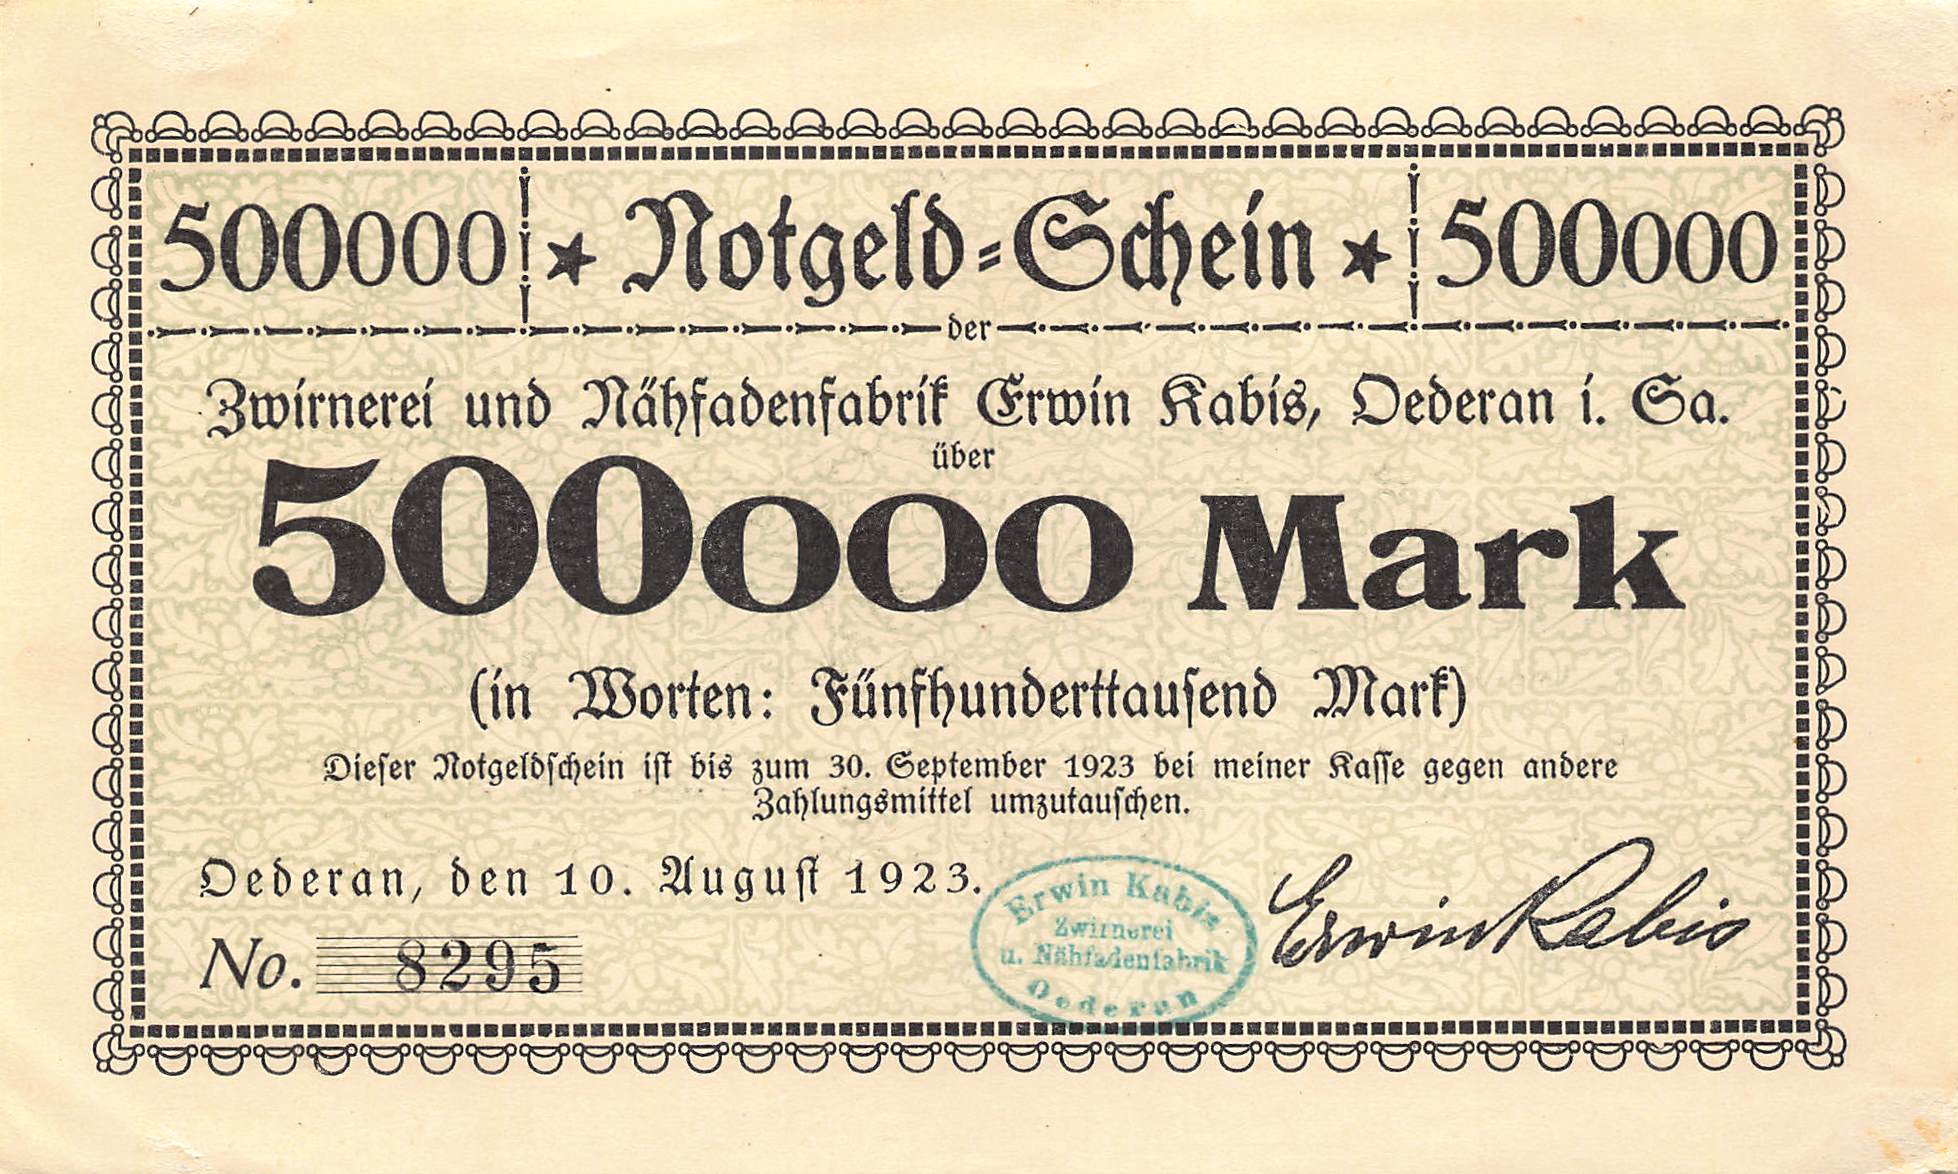 500000 ★ Notgeld-Schein ★ 500000
der
Zwirnerei und Nähfadenfabrik Erwin Kabis, Oederan i. Sa.
über
500000 Mark
(in Worten: Fünfhunderttausend Mark)
Dieser Notgeldschein ist bis zum 30. September 1923 bei meiner Kasse gegen andere
Zahlungsmittel umzutauschen.
Oederan, den 10. August 1923.
No. 8295
Erwin Kabis
Zwirnerei
u. Nähfadenfabrik
Oederan
Erwin Kabis